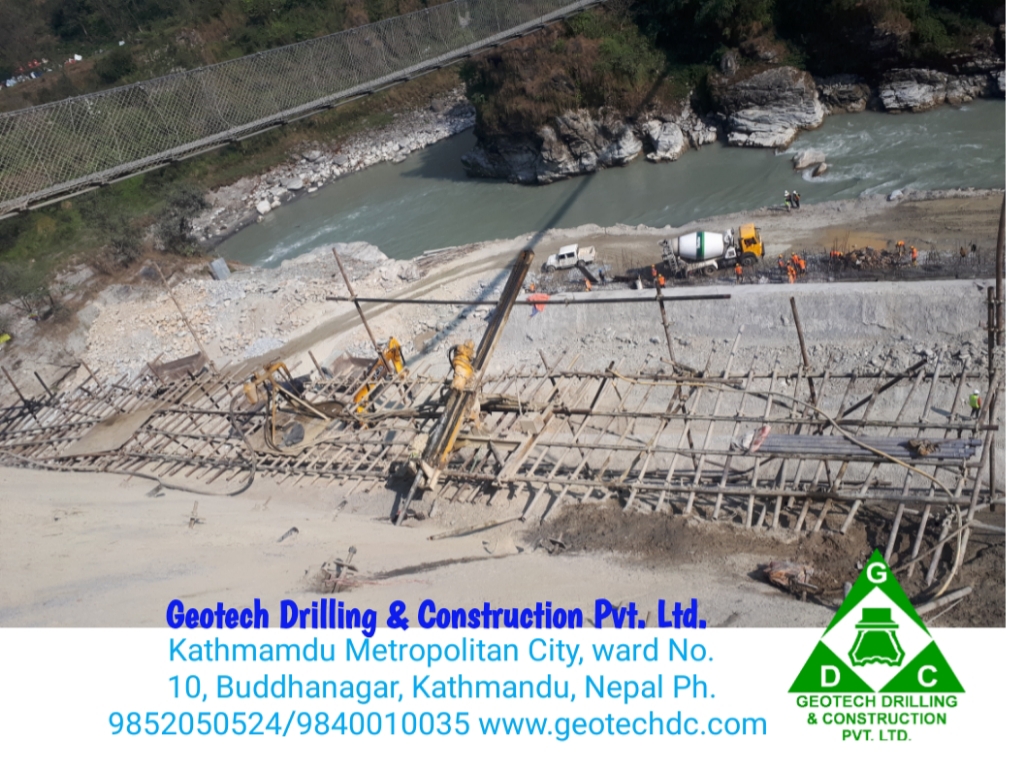 Geotech Drilling & Construction Pvt. Ltd.
Kathmamdu Metropolitan City, ward No.
10, Buddhanagar, Kathmandu, Nepal Ph.
9852050524/9840010035 www.geotechdc.com
G
D C
GEOTECH DRILLING
& CONSTRUCTION
PVT. LTD.